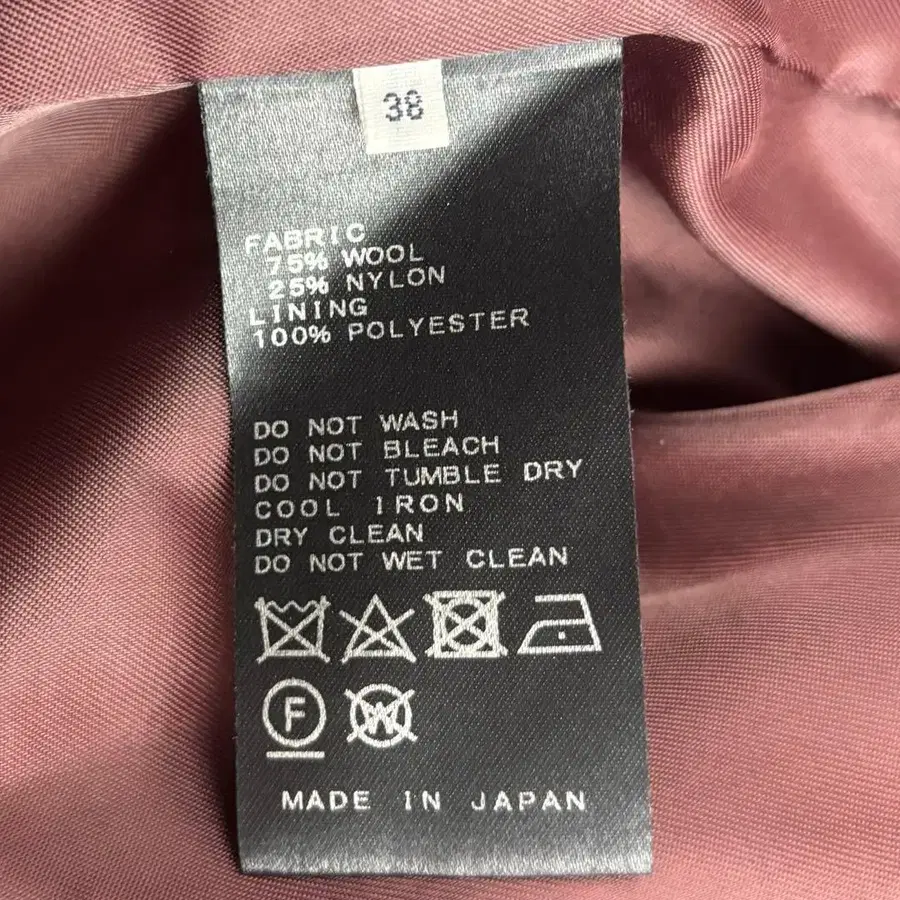 38
FABRIC
75% WOOL
25% NYLON
LINING
100% POLYESTER
DO NOT WASH
DO NOT BLEACH
DO NOT TUMBLE DRY
COOL IRON
DRY CLEAN
DO NOT WET CLEAN
F W
MADE IN JAPAN